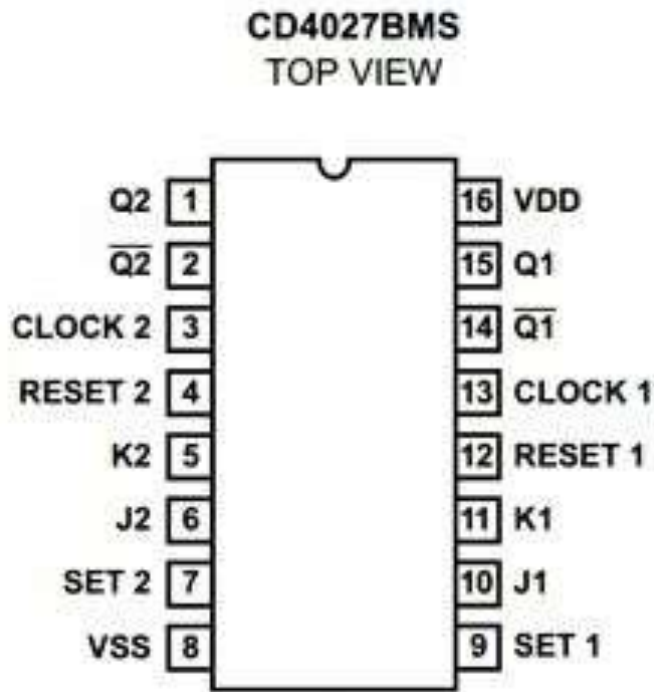 CD4027BMS
TOP VIEW
Q2 1 16 VDD
Q̅2̅ 2 15 Q1
CLOCK 2 3 14 Q̅1̅
RESET 2 4 13 CLOCK 1
K2 5 12 RESET 1
J2 6 11 K1
SET 2 7 10 J1
VSS 8 9 SET 1